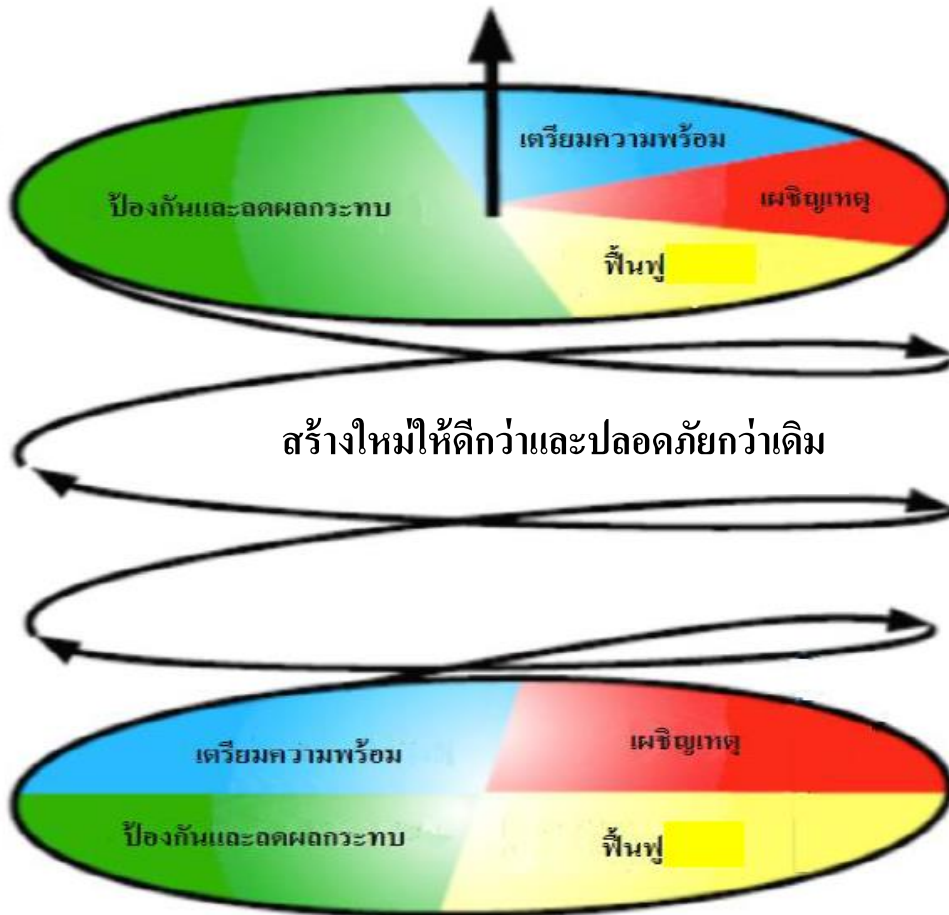 เตรียมความพร้อม
ป้องกันและลดผลกระทบ
เผชิญเหตุ
ฟื้นฟู
สร้างใหม่ให้ดีกว่าและปลอดภัยกว่าเดิม
เตรียมความพร้อม
เผชิญเหตุ
ป้องกันและลดผลกระทบ
ฟื้นฟู